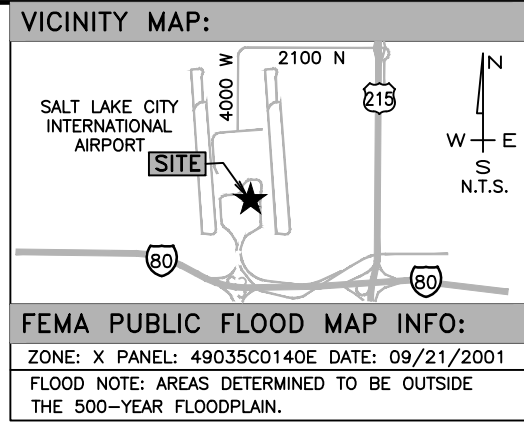 VICINITY MAP:
2100 N
4000 W
215
N
SALT LAKE CITY
INTERNATIONAL
AIRPORT
SITE
W E
S
N.T.S.
80
80
FEMA PUBLIC FLOOD MAP INFO:
ZONE: X PANEL: 49035C0140E DATE: 09/21/2001
FLOOD NOTE: AREAS DETERMINED TO BE OUTSIDE
THE 500-YEAR FLOODPLAIN.